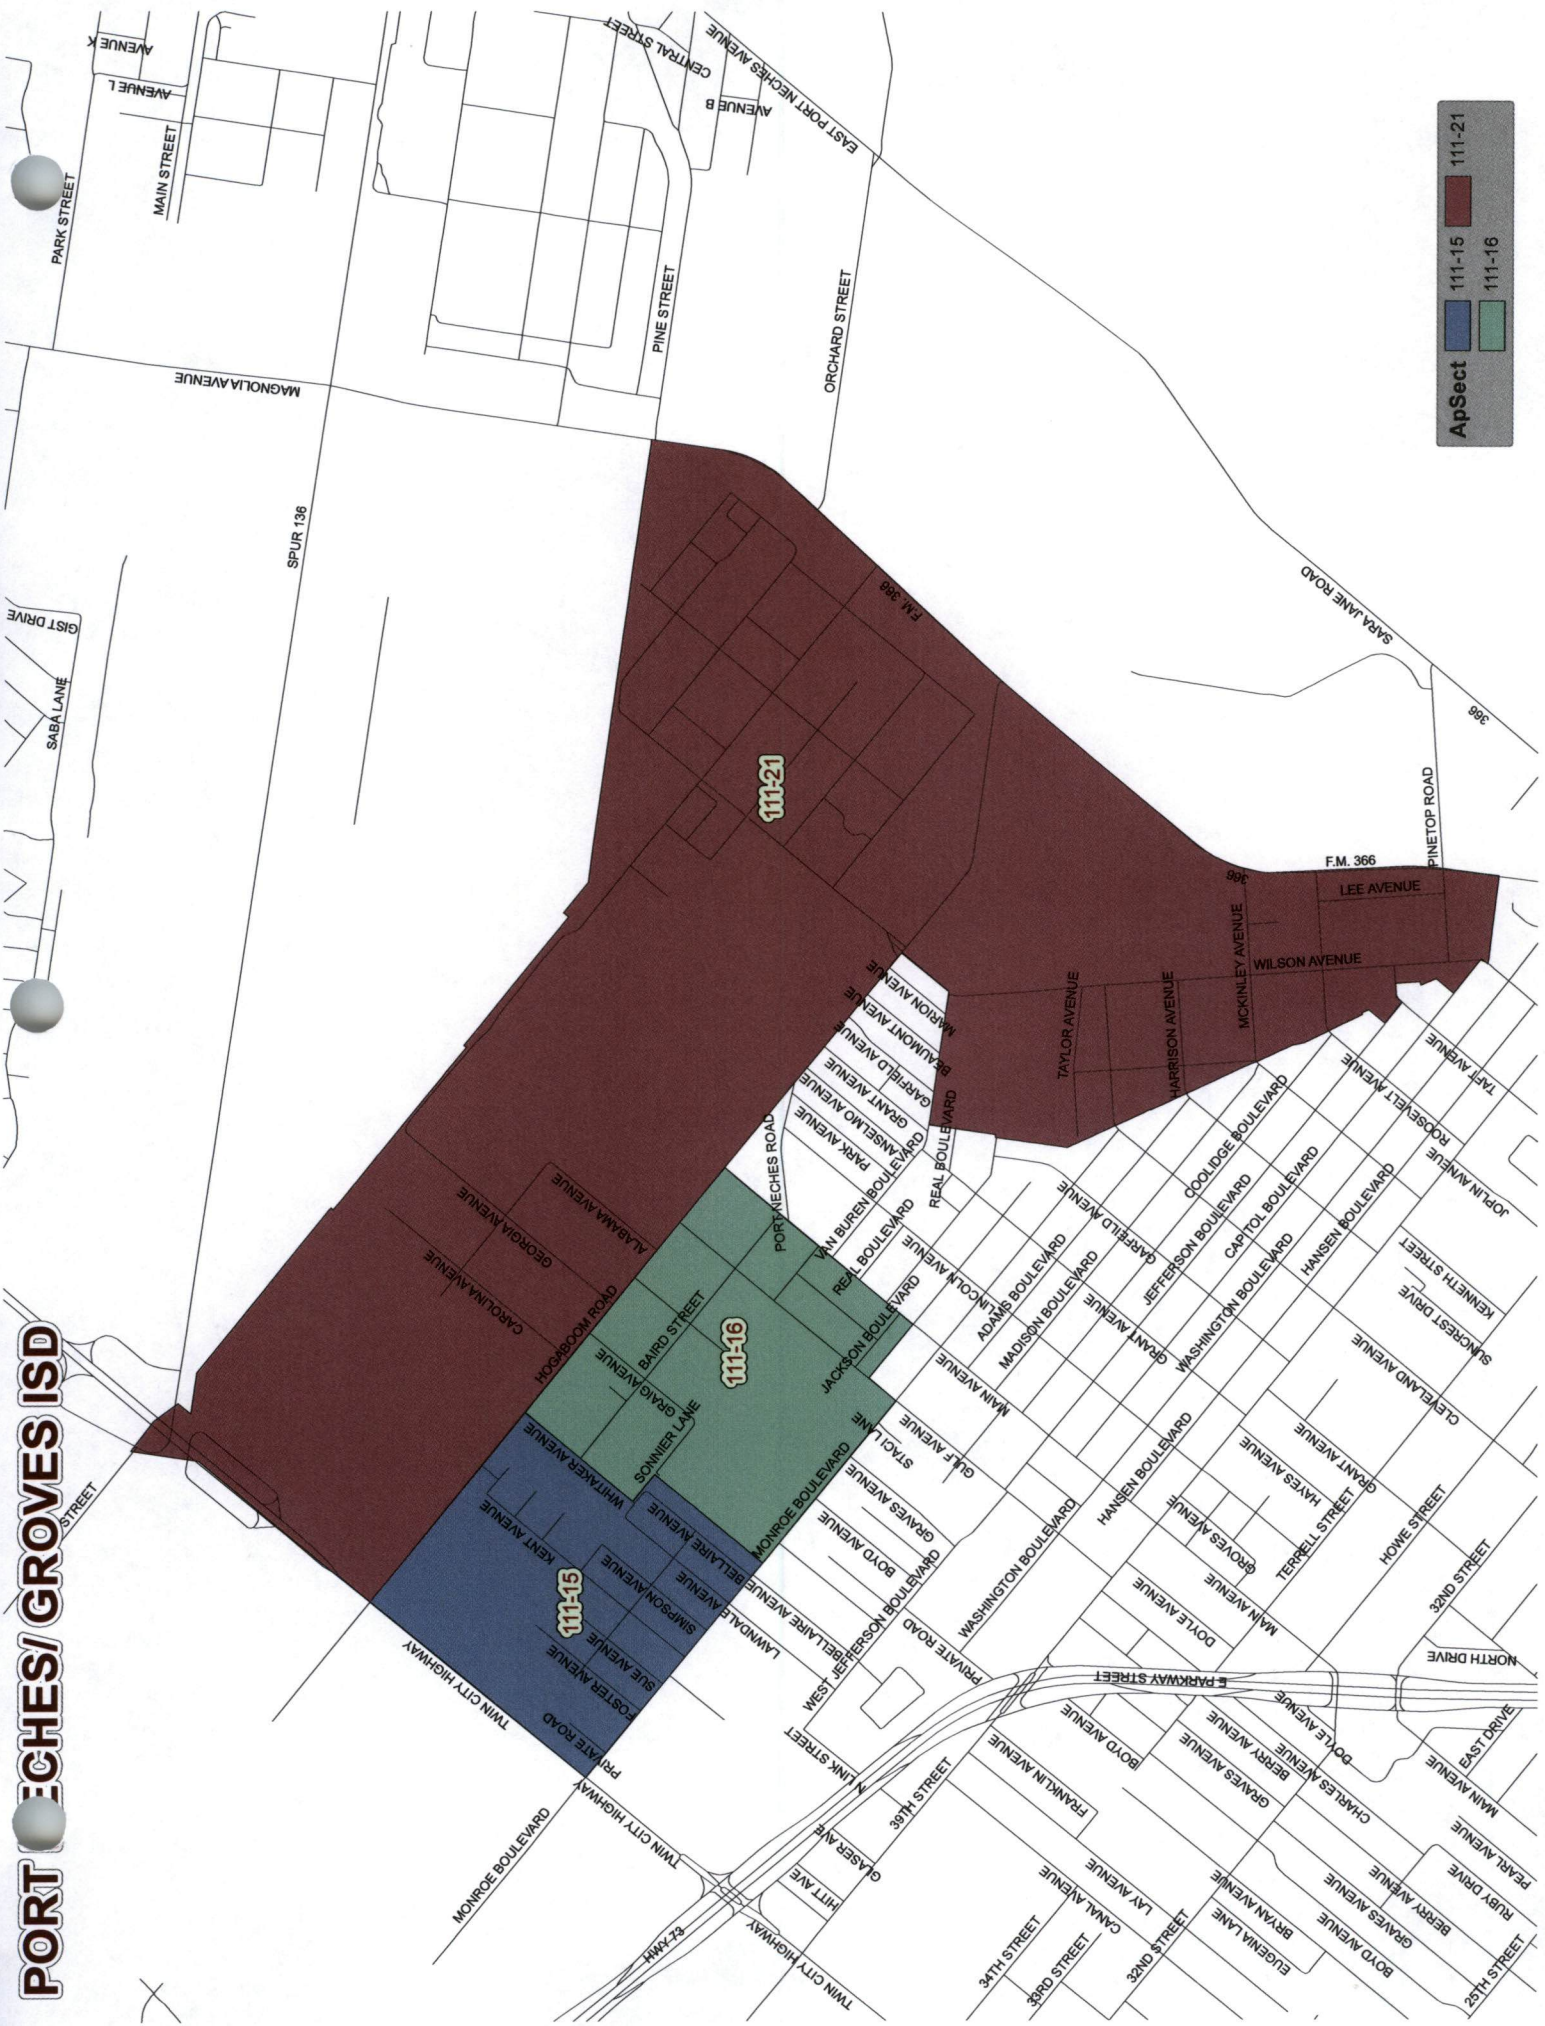 PORT ECHES/ GROVES ISD
ApSect
111-15
111-16
111-21
111-21
111-16
111-15
AVENUE K
AVENUE L
MAIN STREET
PARK STREET
CENTRAL STREET
EAST PORT NECHES AVENUE
AVENUE B
PINE STREET
ORCHARD STREET
MAGNOLIA AVENUE
SPUR 136
GIST DRIVE
SABA LANE
F.M. 366
SARA JANE ROAD
366
PINETOP ROAD
F.M. 366
366
LEE AVENUE
MCKINLEY AVENUE
WILSON AVENUE
TAYLOR AVENUE
HARRISON AVENUE
MARION AVENUE
BEAUMONT AVENUE
GARFIELD AVENUE
GRANT AVENUE
ANSELMO AVENUE
PARK AVENUE
PORT NECHES ROAD
VAN BUREN BOULEVARD
REAL BOULEVARD
REAL BOULEVARD
GEORGIA AVENUE
ALABAMA AVENUE
CAROLINA AVENUE
HOGABOOM ROAD
BAIRD STREET
GRAIG AVENUE
SONNIER LANE
JACKSON BOULEVARD
MONROE BOULEVARD
WHITAKER AVENUE
KENT AVENUE
BELLAIRE AVENUE
SIMPSON AVENUE
LAWNDALE AVENUE
SUE AVENUE
FOSTER AVENUE
PRIVATE ROAD
TWIN CITY HIGHWAY
STREET
TWIN CITY HIGHWAY
MONROE BOULEVARD
HWY 73
TWIN CITY HIGHWAY
LINCOLN AVENUE
ADAMS BOULEVARD
MADISON BOULEVARD
GARFIELD AVENUE
GRANT AVENUE
JEFFERSON BOULEVARD
COOLIDGE BOULEVARD
CAPITOL BOULEVARD
WASHINGTON BOULEVARD
HANSEN BOULEVARD
ROOSEVELT AVENUE
TAFT AVENUE
JOPLIN AVENUE
KENNETH STREET
SUNCREST DRIVE
CLEVELAND AVENUE
MAIN AVENUE
GULF AVENUE
STACI LANE
GRAVES AVENUE
BOYD AVENUE
BELLAIRE AVENUE
WEST JEFFERSON BOULEVARD
WASHINGTON BOULEVARD
HANSEN BOULEVARD
PRIVATE ROAD
GRANT AVENUE
HAYES AVENUE
TERRELL STREET
GROVES AVENUE
MAIN AVENUE
DOYLE AVENUE
HOWE STREET
32ND STREET
NORTH DRIVE
E PARKWAY STREET
EAST DRIVE
DOYLE AVENUE
BERRY AVENUE
CHARLES AVENUE
GRAVES AVENUE
BOYD AVENUE
MAIN AVENUE
PEARL AVENUE
RUBY DRIVE
BERRY AVENUE
GRAVES AVENUE
BOYD AVENUE
25TH STREET
N LINK STREET
39TH STREET
FRANKLIN AVENUE
GLASER AVE
HITT AVE
LAY AVENUE
CANAL AVENUE
34TH STREET
33RD STREET
32ND STREET
BRYAN AVENUE
EUGENIA LANE